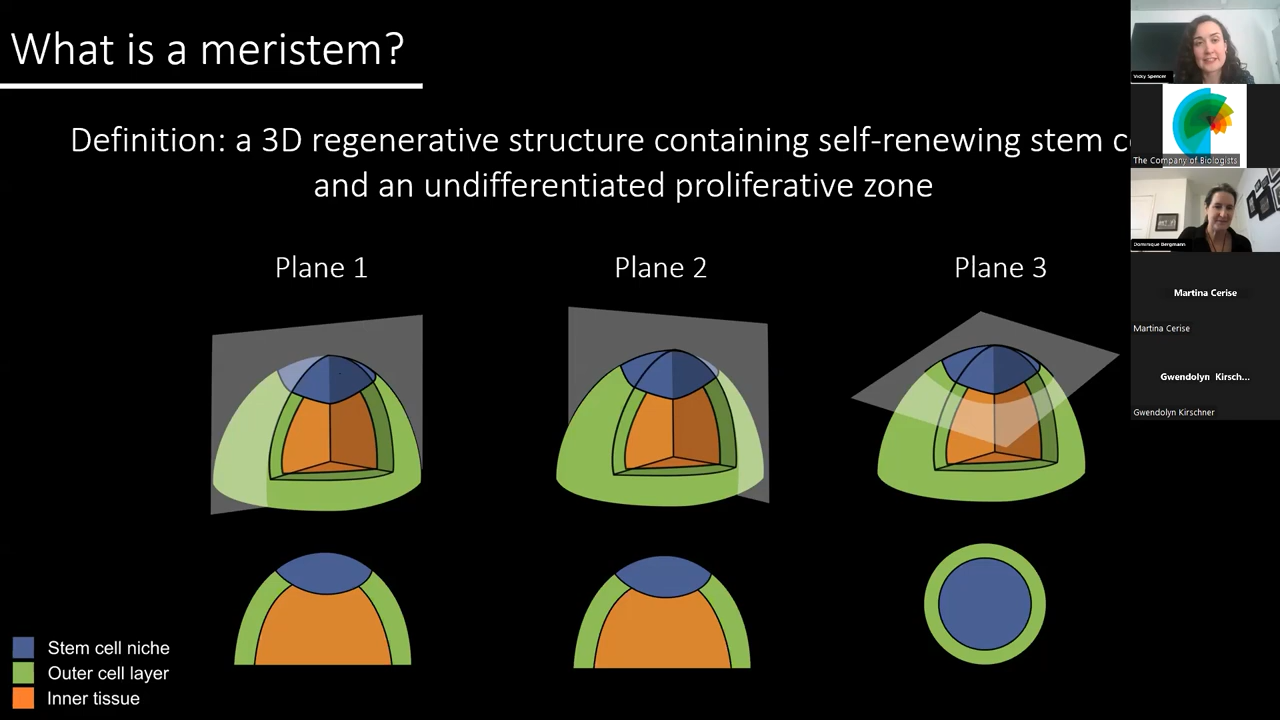 What is a meristem?
Definition: a 3D regenerative structure containing self-renewing stem
and an undifferentiated proliferative zone
Plane 1
Plane 2
Plane 3
Stem cell niche
Outer cell layer
Inner tissue
Vicky Spencer
The Company of Biologists
Dominique Bergmann
Martina Cerise
Martina Cerise
Gwendolyn Kirsch...
Gwendolyn Kirschner